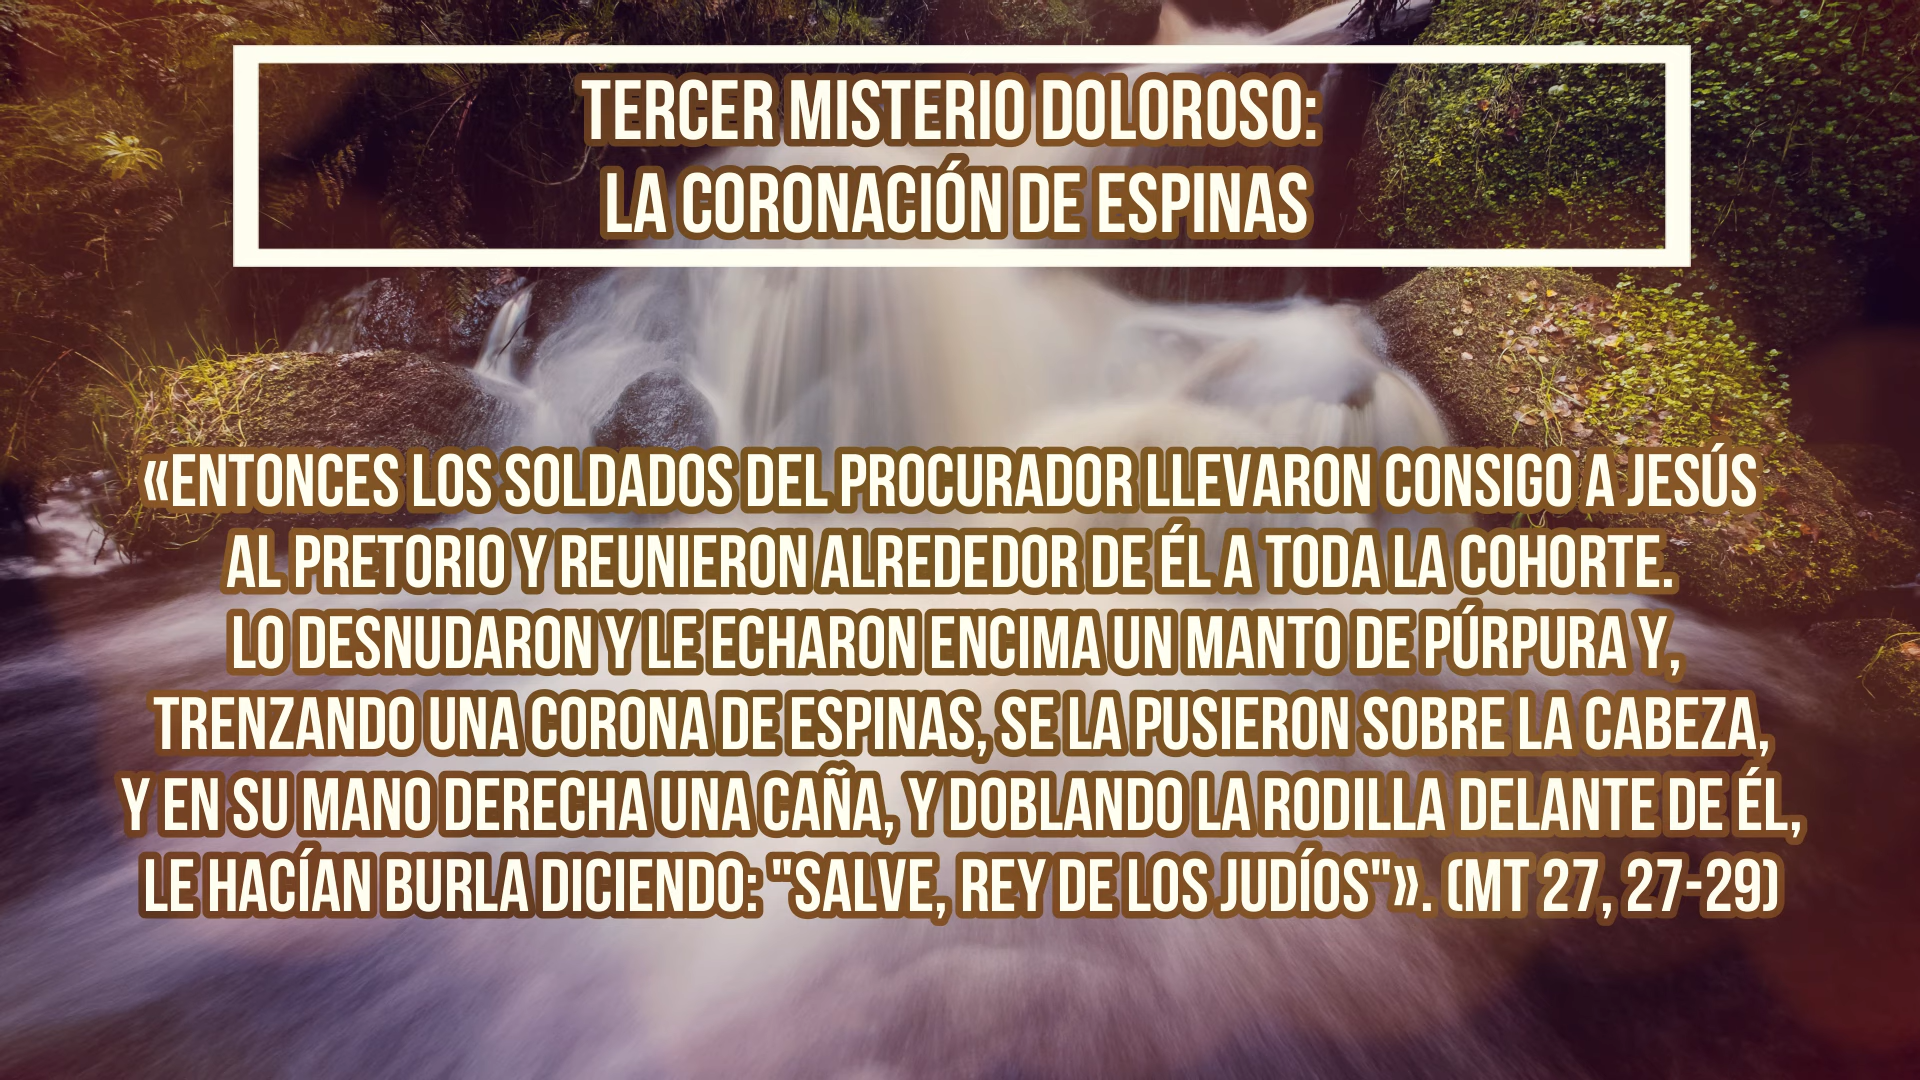 TERCER MISTERIO DOLOROSO:
LA CORONACIÓN DE ESPINAS
«ENTONCES LOS SOLDADOS DEL PROCURADOR LLEVARON CONSIGO A JESÚS
AL PRETORIO Y REUNIERON ALREDEDOR DE ÉL A TODA LA COHORTE.
LO DESNUDARON Y LE ECHARON ENCIMA UN MANTO DE PÚRPURA Y,
TRENZANDO UNA CORONA DE ESPINAS, SE LA PUSIERON SOBRE LA CABEZA,
Y EN SU MANO DERECHA UNA CAÑA, Y DOBLANDO LA RODILLA DELANTE DE ÉL,
LE HACÍAN BURLA DICIENDO: "SALVE, REY DE LOS JUDÍOS"». (MT 27, 27-29)